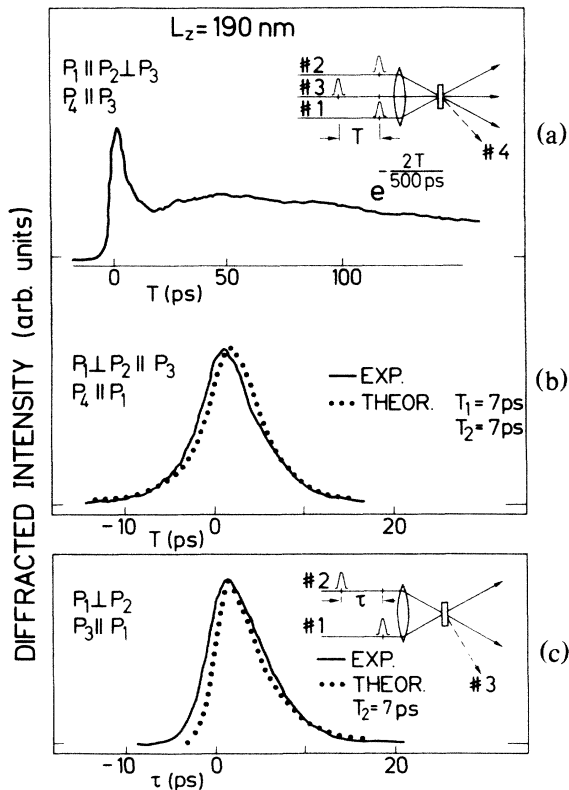 L_z = 190 nm
P₁ ∥ P₂ ⊥ P₃
P₄ ∥ P₃
#2
#3
#1
T
#4
(a)
e^{-2T/500 ps}
0 50 100
T (ps)
DIFFRACTED INTENSITY (arb. units)
P₁ ⊥ P₂ ∥ P₃
P₄ ∥ P₁
EXP.
THEOR. T₁ = 7ps
T₂ = 7ps
(b)
-10 0 20
T (ps)
P₁ ⊥ P₂
P₃ ∥ P₁
#2
τ
#1
#3
(c)
EXP.
THEOR.
T₂ = 7ps
-10 0 20
τ (ps)